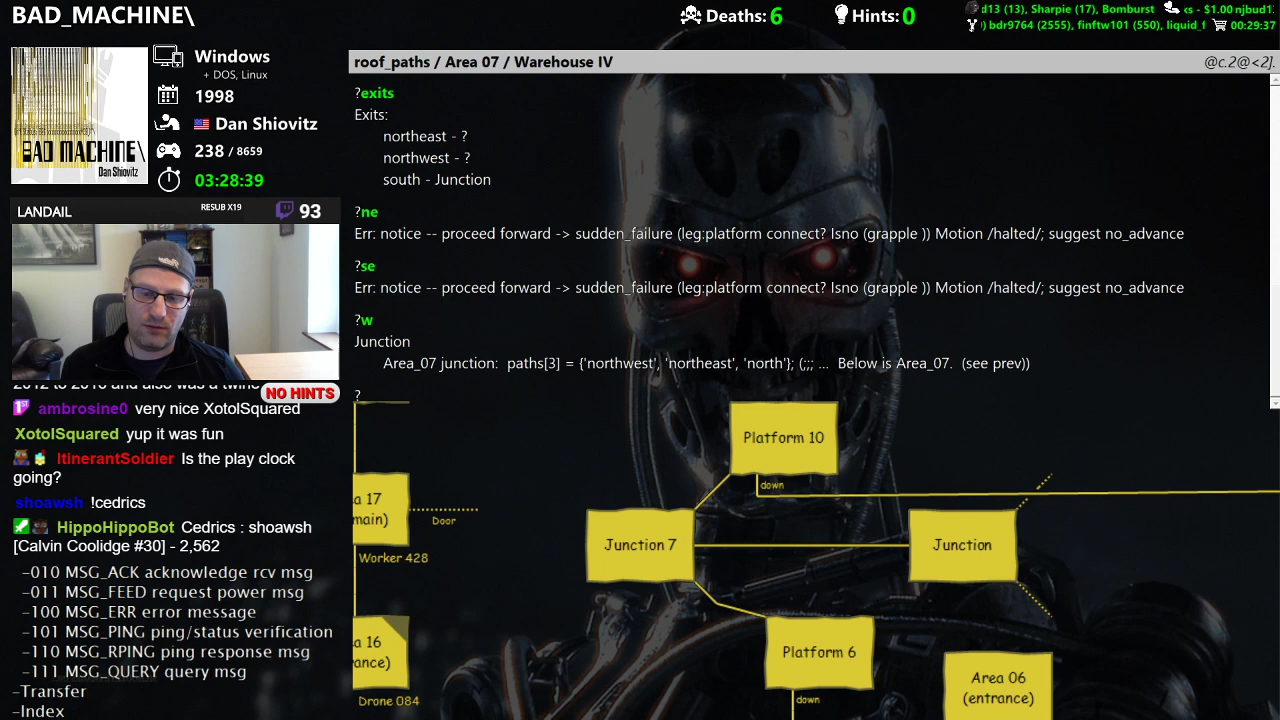 BAD_MACHINE\
Deaths: 6
Hints: 0
d13 (13), Sharpie (17), Bomburst
ks - $1.00 njbud1
) bdr9764 (2555), finftw101 (550), liquid_f
00:29:37
Windows
+ DOS, Linux
1998
Dan Shiovitz
238 / 8659
03:28:39
BAD MACHINE\
Dan Shiovitz
LANDAIL
RESUB X19
93
NO HINTS
2012 to 2016 and also was a twine
ambrosine0 very nice XotolSquared
XotolSquared yup it was fun
ItinerantSoldier Is the play clock
going?
shoawsh !cedrics
HippoHippoBot Cedrics : shoawsh
[Calvin Coolidge #30] - 2,562
-010 MSG_ACK acknowledge rcv msg
-011 MSG_FEED request power msg
-100 MSG_ERR error message
-101 MSG_PING ping/status verification
-110 MSG_RPING ping response msg
-111 MSG_QUERY query msg
-Transfer
-Index
roof_paths / Area 07 / Warehouse IV
@c.2@<2].
?exits
Exits:
northeast - ?
northwest - ?
south - Junction
?ne
Err: notice -- proceed forward -> sudden_failure (leg:platform connect? Isno (grapple )) Motion /halted/; suggest no_advance
?se
Err: notice -- proceed forward -> sudden_failure (leg:platform connect? Isno (grapple )) Motion /halted/; suggest no_advance
?w
Junction
Area_07 junction: paths[3] = {'northwest', 'northeast', 'north'}; (;;; ... Below is Area_07. (see prev))
?
Platform 10
down
a 17
main)
Door
Junction 7
Junction
Worker 428
a 16
ance)
Platform 6
down
Area 06
(entrance)
Drone 084